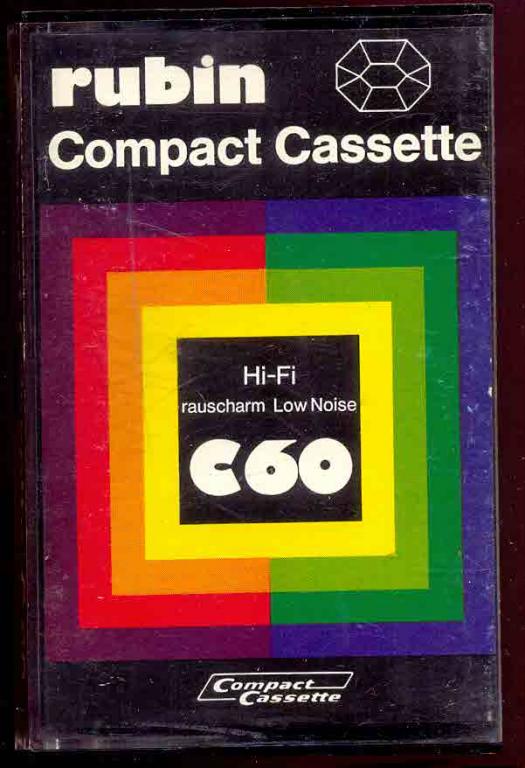 rubin
Compact Cassette
Hi-Fi
rauscharm Low Noise
C60
Compact
Cassette